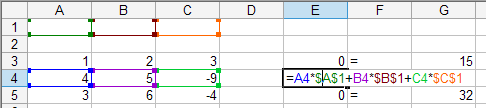 A B C D E F G
1
2
3 1 2 3 0 = 15
4 4 5 -9 =A4*$A$1+B4*$B$1+C4*$C$1
5 3 6 -4 0 = 32